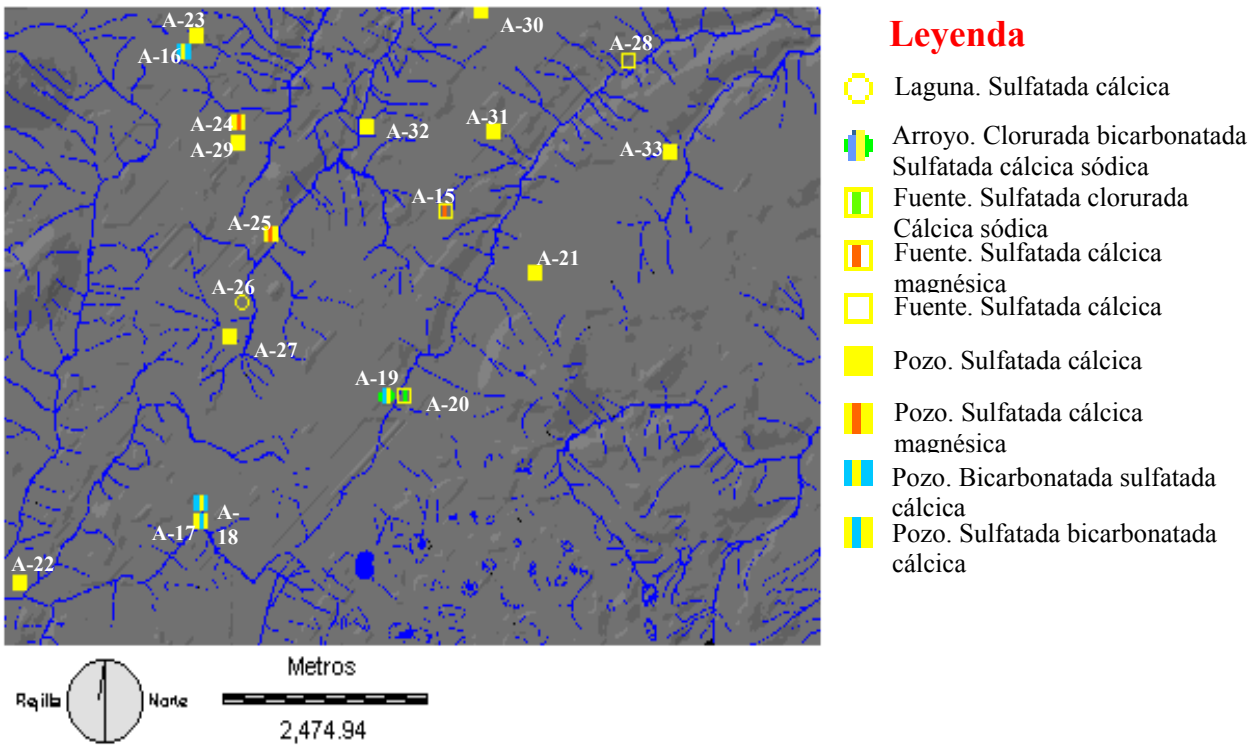 A-23
A-30
A-16
A-28
A-24
A-29
A-32
A-31
A-33
A-15
A-25
A-21
A-26
A-27
A-19
A-20
A-17
A-
18
A-22
Leyenda
Laguna. Sulfatada cálcica
Arroyo. Clorurada bicarbonatada
Sulfatada cálcica sódica
Fuente. Sulfatada clorurada
Cálcica sódica
Fuente. Sulfatada cálcica
magnésica
Fuente. Sulfatada cálcica
Pozo. Sulfatada cálcica
Pozo. Sulfatada cálcica
magnésica
Pozo. Bicarbonatada sulfatada
cálcica
Pozo. Sulfatada bicarbonatada
cálcica
Rejilla
Norte
Metros
2,474.94